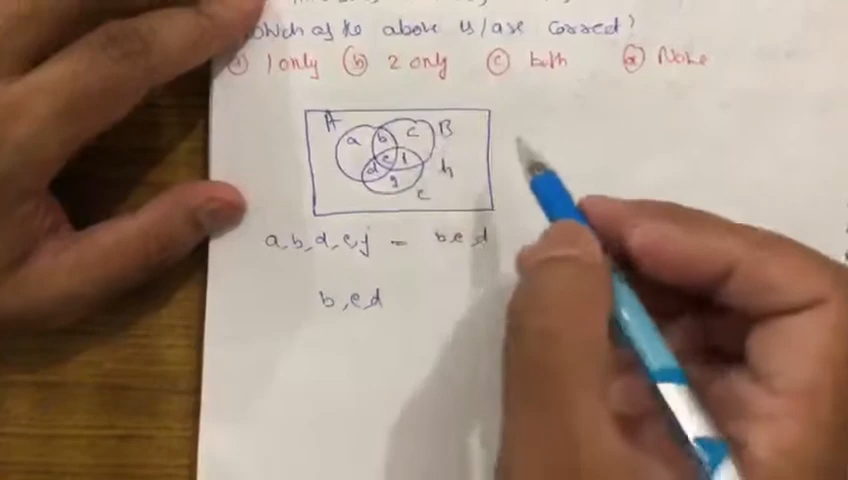 which of the above is/are correct?
(a) 1 only (b) 2 only (c) both (d) None
A
a b c B
d e f h
g
C
a, b, d, e, f = b, e, d
b, e, d